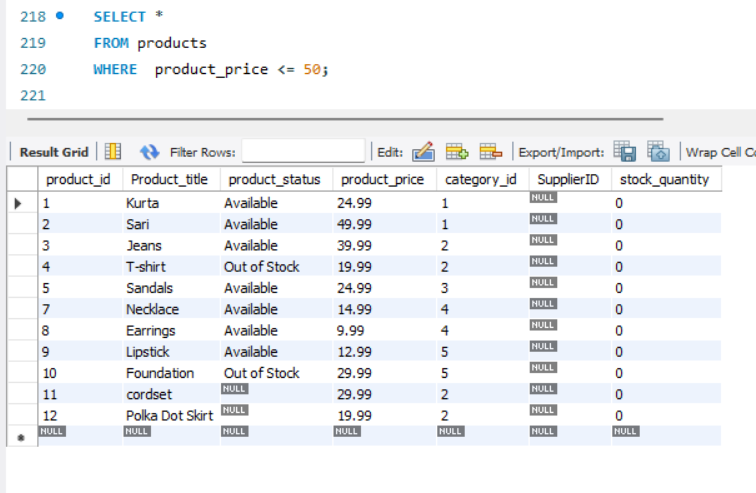 218 SELECT *
219 FROM products
220 WHERE product_price <= 50;
221
Result Grid Filter Rows: Edit: Export/Import: Wrap Cell Co
product_id Product_title product_status product_price category_id SupplierID stock_quantity
1 Kurta Available 24.99 1 NULL 0
2 Sari Available 49.99 1 NULL 0
3 Jeans Available 39.99 2 NULL 0
4 T-shirt Out of Stock 19.99 2 NULL 0
5 Sandals Available 24.99 3 NULL 0
7 Necklace Available 14.99 4 NULL 0
8 Earrings Available 9.99 4 NULL 0
9 Lipstick Available 12.99 5 NULL 0
10 Foundation Out of Stock 29.99 5 NULL 0
11 cordset NULL 29.99 2 NULL 0
12 Polka Dot Skirt NULL 19.99 2 NULL 0
NULL NULL NULL NULL NULL NULL NULL